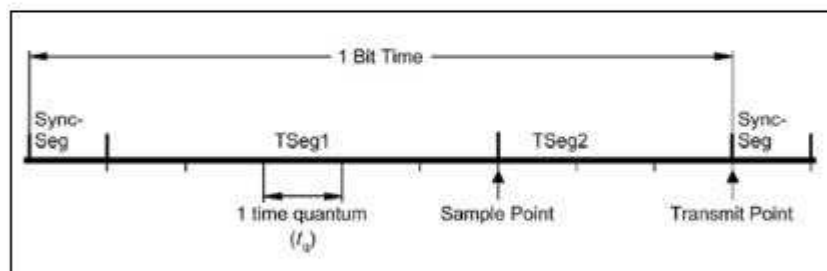 1 Bit Time
Sync-
Seg
TSeg1
TSeg2
Sync-
Seg
1 time quantum
(tq)
Sample Point
Transmit Point